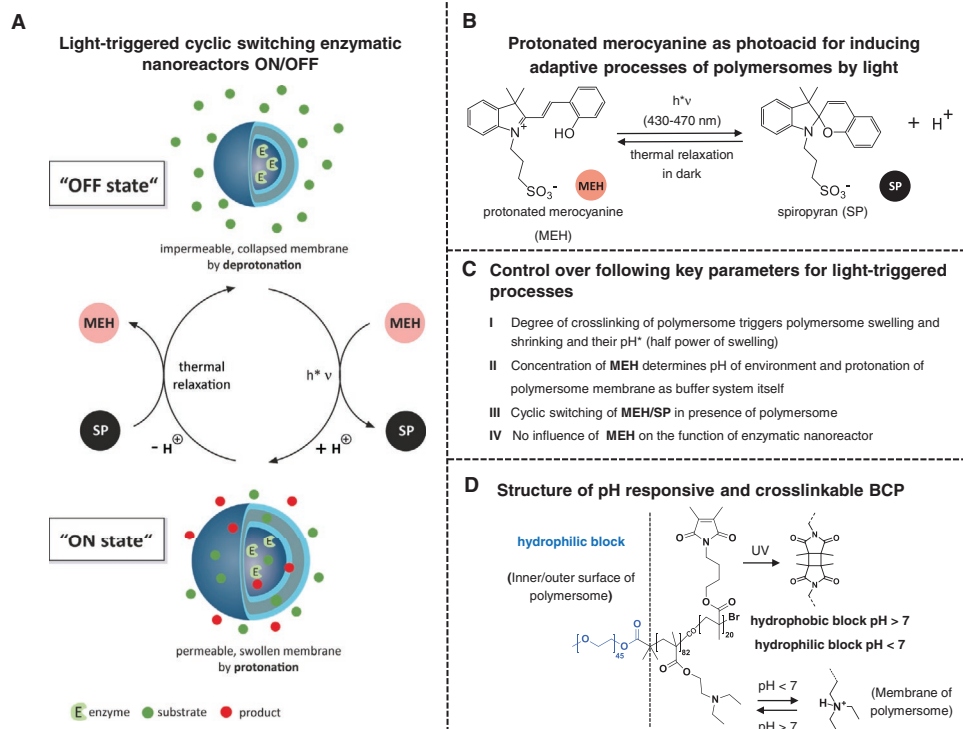 A
Light-triggered cyclic switching enzymatic
nanoreactors ON/OFF
"OFF state"
E
E
E
impermeable, collapsed membrane
by deprotonation
MEH
MEH
thermal
relaxation
h* ν
SP
SP
- H⊕
+ H⊕
"ON state"
E
E
E
permeable, swollen membrane
by protonation
E enzyme substrate product
B
Protonated merocyanine as photoacid for inducing
adaptive processes of polymersomes by light
N+
HO
SO3-
MEH
protonated merocyanine
(MEH)
h*ν
(430-470 nm)
thermal relaxation
in dark
N
O
SO3-
SP
spiropyran (SP)
+ H+
C Control over following key parameters for light-triggered
processes
I Degree of crosslinking of polymersome triggers polymersome swelling and
shrinking and their pH* (half power of swelling)
II Concentration of MEH determines pH of environment and protonation of
polymersome membrane as buffer system itself
III Cyclic switching of MEH/SP in presence of polymersome
IV No influence of MEH on the function of enzymatic nanoreactor
D Structure of pH responsive and crosslinkable BCP
hydrophilic block
(Inner/outer surface of
polymersome)
O
N
O
O
O
UV
N
O
O
O
O
N
Br
20
co
82
O
O
O
O
45
O
O
N
hydrophobic block pH > 7
hydrophilic block pH < 7
pH < 7
pH > 7
H
N+
(Membrane of
polymersome)